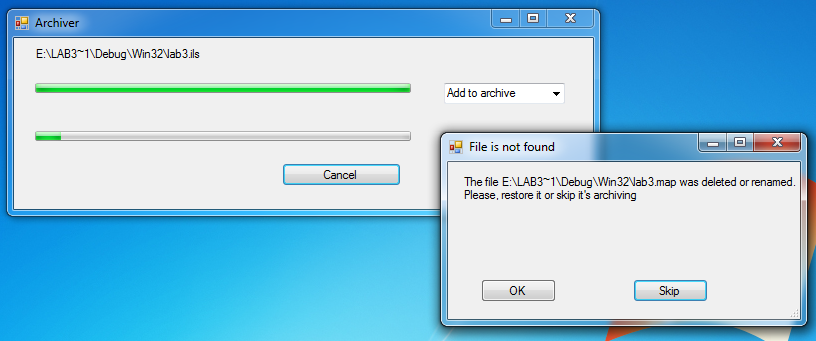 Archiver
E:\LAB3~1\Debug\Win32\lab3.ils
Add to archive
Cancel
File is not found
The file E:\LAB3~1\Debug\Win32\lab3.map was deleted or renamed.
Please, restore it or skip it's archiving
OK
Skip